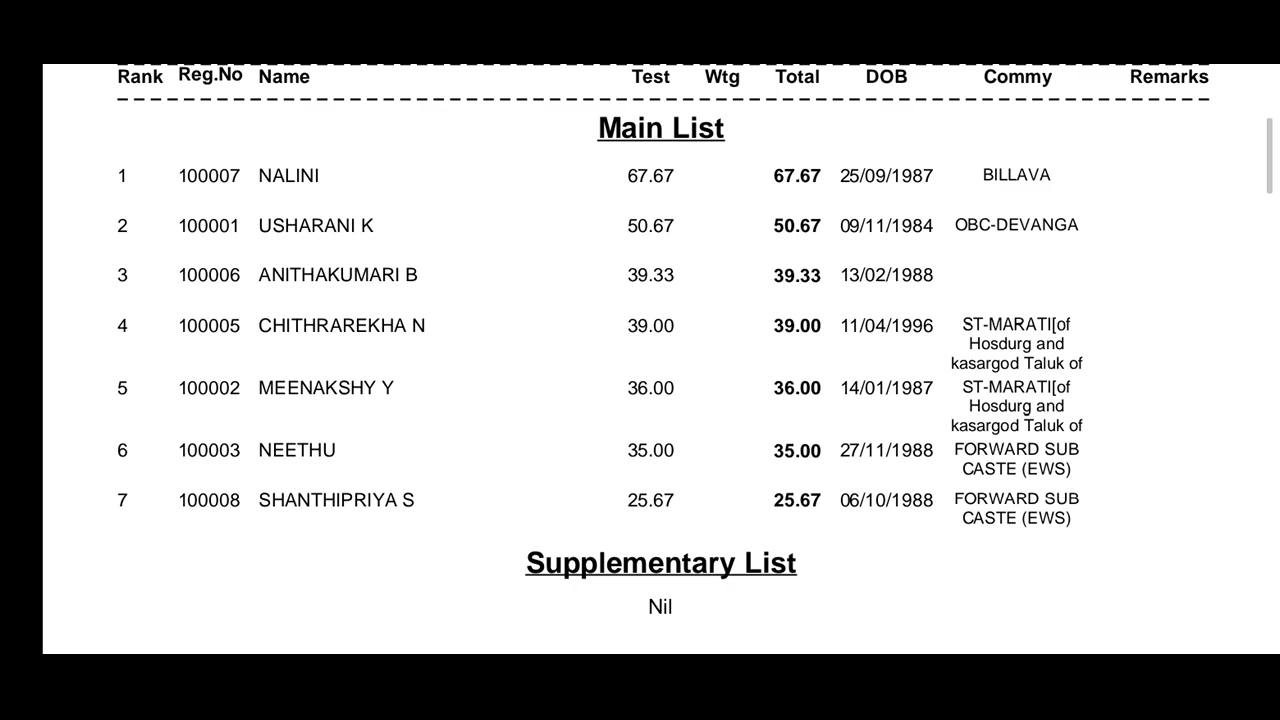 Rank Reg.No Name Test Wtg Total DOB Commy Remarks
Main List
1 100007 NALINI 67.67 67.67 25/09/1987 BILLAVA
2 100001 USHARANI K 50.67 50.67 09/11/1984 OBC-DEVANGA
3 100006 ANITHAKUMARI B 39.33 39.33 13/02/1988
4 100005 CHITHRAREKHA N 39.00 39.00 11/04/1996 ST-MARATI[of
Hosdurg and
kasargod Taluk of
5 100002 MEENAKSHY Y 36.00 36.00 14/01/1987 ST-MARATI[of
Hosdurg and
kasargod Taluk of
6 100003 NEETHU 35.00 35.00 27/11/1988 FORWARD SUB
CASTE (EWS)
7 100008 SHANTHIPRIYA S 25.67 25.67 06/10/1988 FORWARD SUB
CASTE (EWS)
Supplementary List
Nil